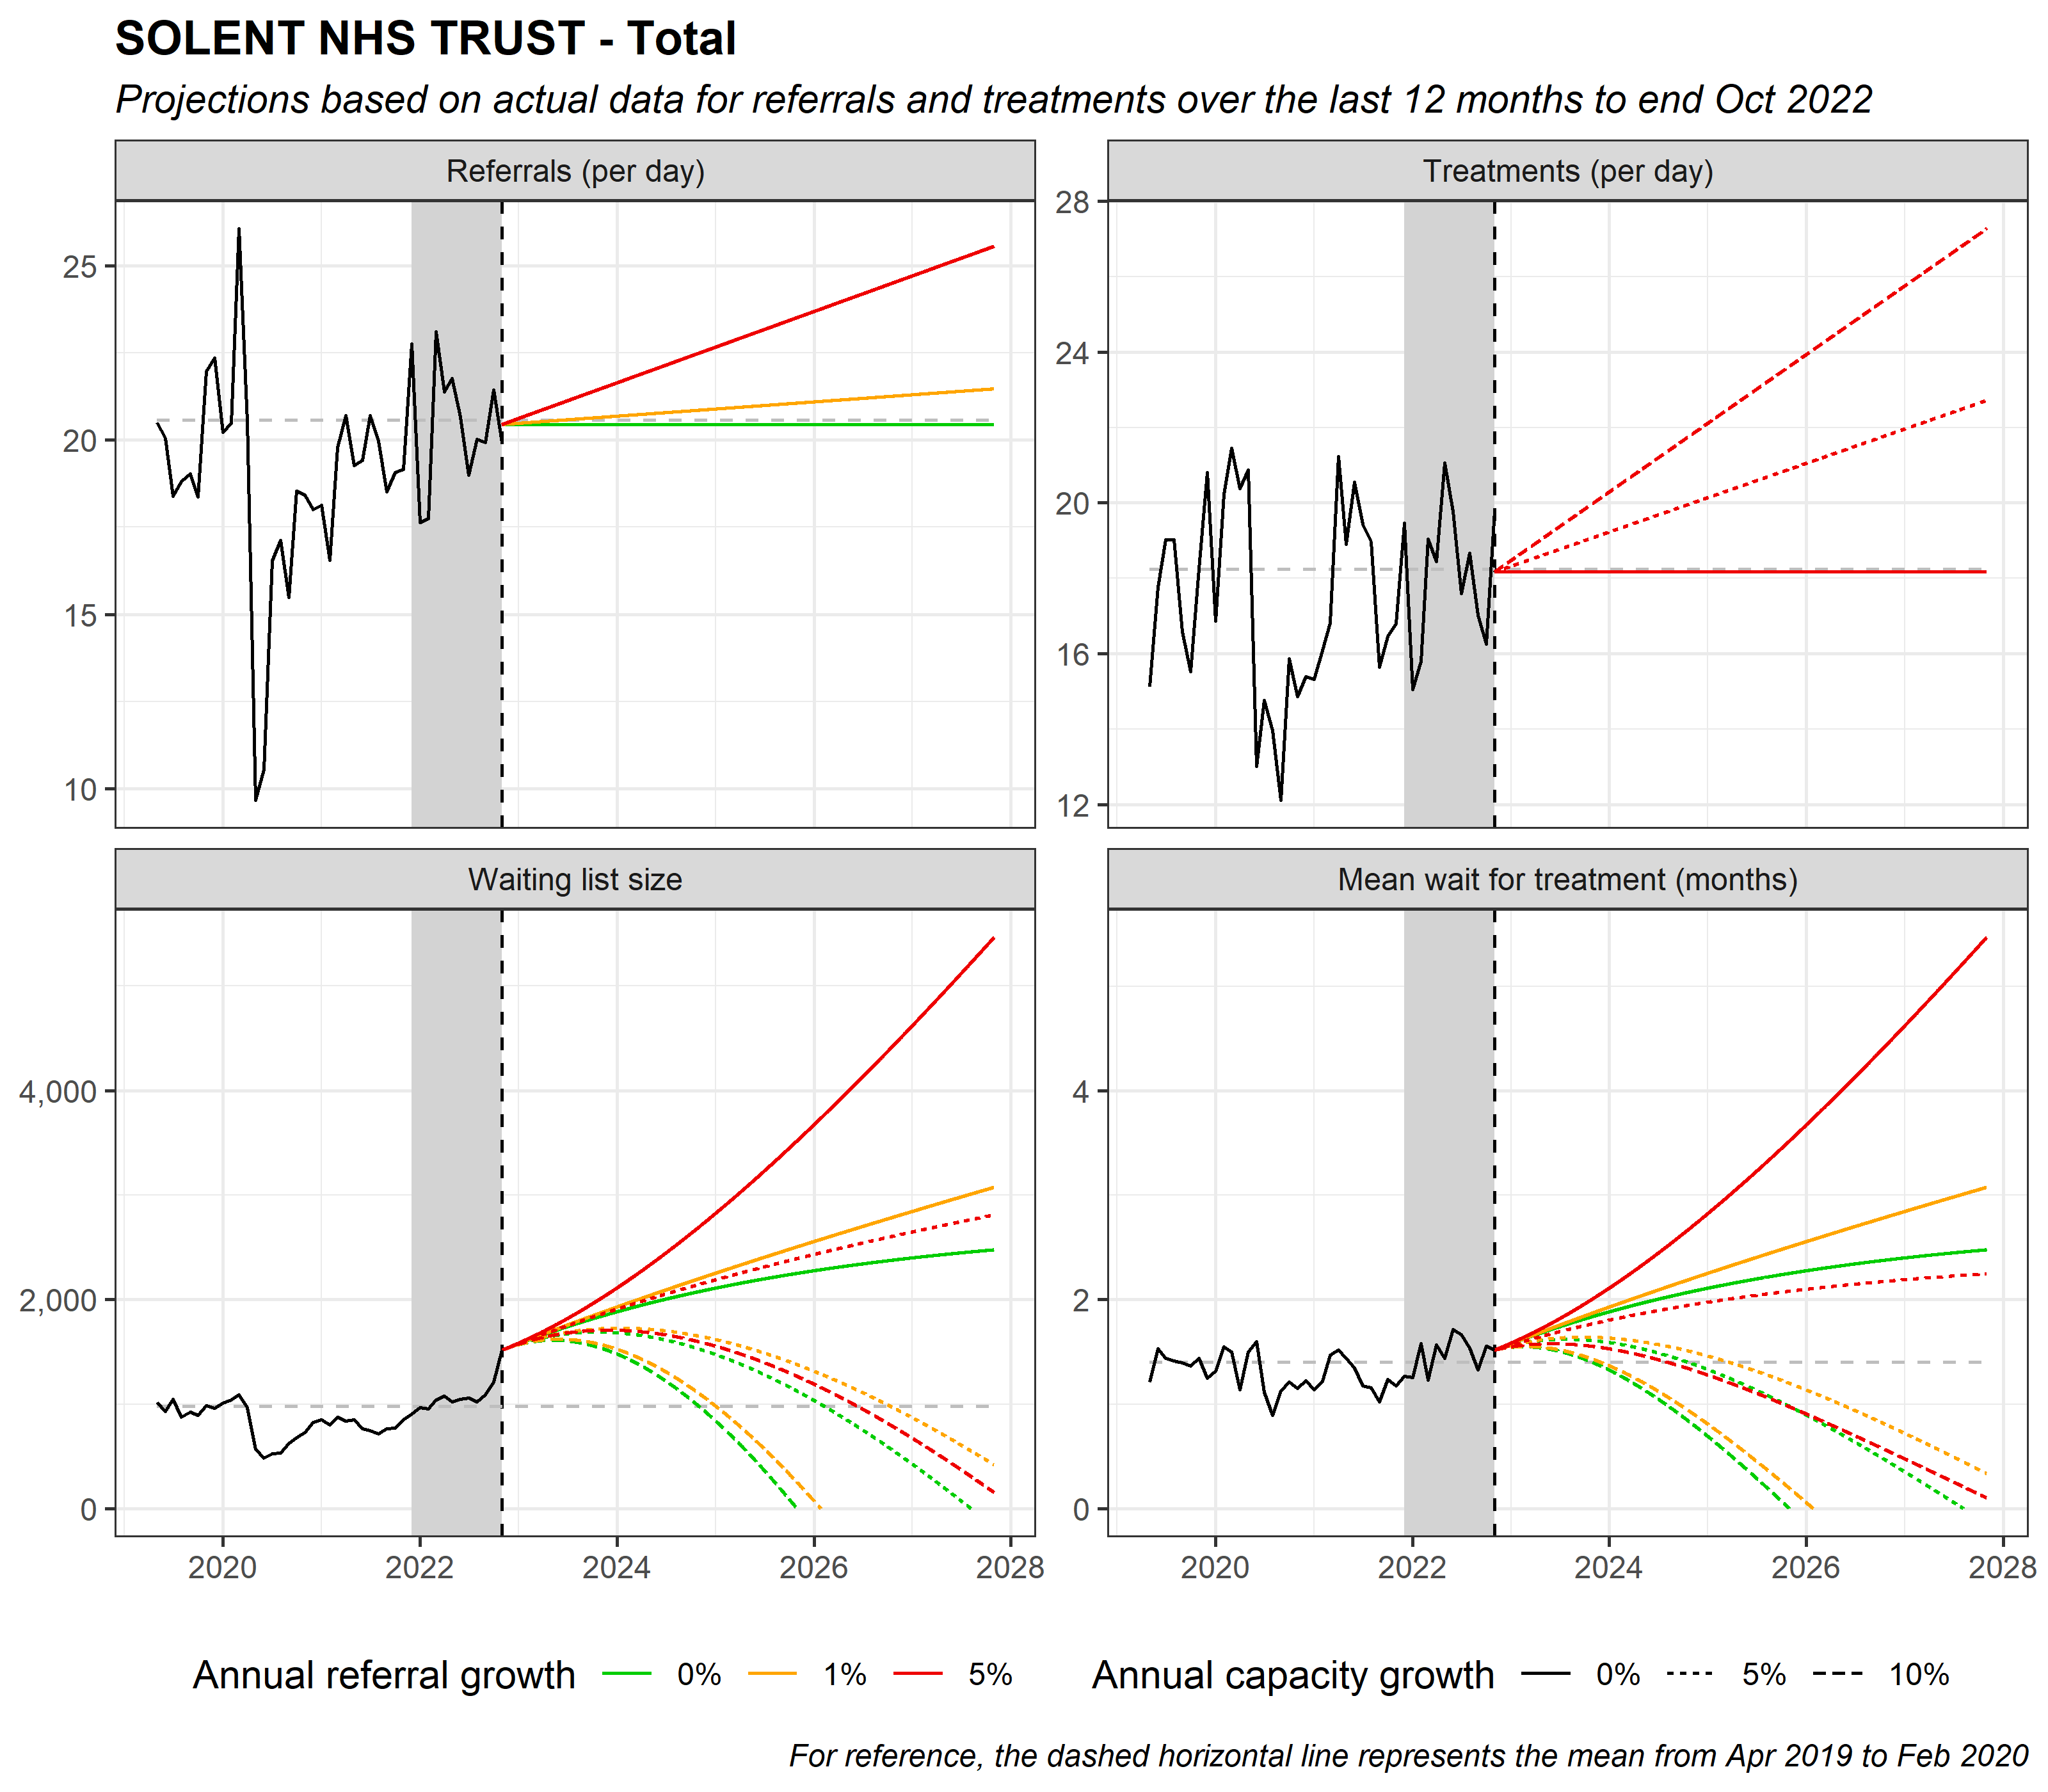 SOLENT NHS TRUST - Total
Projections based on actual data for referrals and treatments over the last 12 months to end Oct 2022
Referrals (per day)
25
20
15
10
Treatments (per day)
28
24
20
16
12
Waiting list size
4,000
2,000
0
2020 2022 2024 2026 2028
Mean wait for treatment (months)
4
2
0
2020 2022 2024 2026 2028
Annual referral growth 0% 1% 5%
Annual capacity growth 0% 5% 10%
For reference, the dashed horizontal line represents the mean from Apr 2019 to Feb 2020